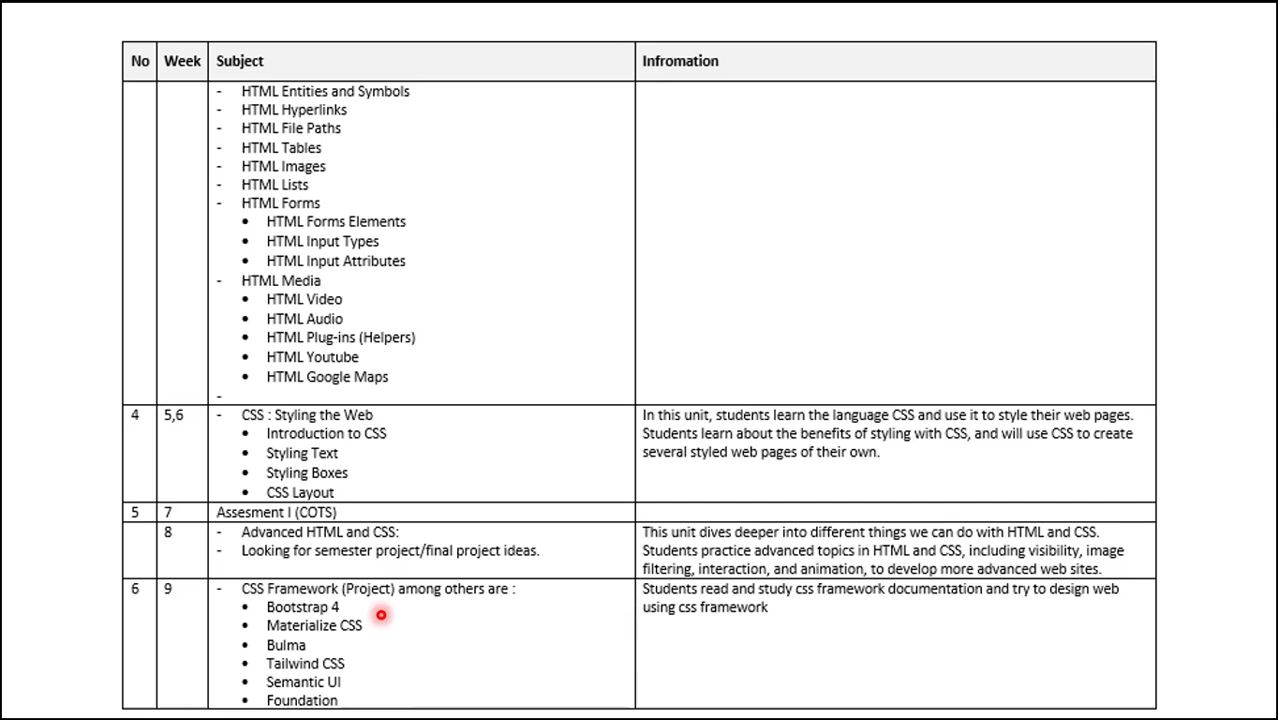 No Week Subject Infromation
- HTML Entities and Symbols
- HTML Hyperlinks
- HTML File Paths
- HTML Tables
- HTML Images
- HTML Lists
- HTML Forms
• HTML Forms Elements
• HTML Input Types
• HTML Input Attributes
- HTML Media
• HTML Video
• HTML Audio
• HTML Plug-ins (Helpers)
• HTML Youtube
• HTML Google Maps
-
4 5,6 - CSS : Styling the Web
• Introduction to CSS
• Styling Text
• Styling Boxes
• CSS Layout
In this unit, students learn the language CSS and use it to style their web pages.
Students learn about the benefits of styling with CSS, and will use CSS to create
several styled web pages of their own.
5 7 Assesment I (COTS)
8 - Advanced HTML and CSS:
- Looking for semester project/final project ideas.
This unit dives deeper into different things we can do with HTML and CSS.
Students practice advanced topics in HTML and CSS, including visibility, image
filtering, interaction, and animation, to develop more advanced web sites.
6 9 - CSS Framework (Project) among others are :
• Bootstrap 4
• Materialize CSS
• Bulma
• Tailwind CSS
• Semantic UI
• Foundation
Students read and study css framework documentation and try to design web
using css framework